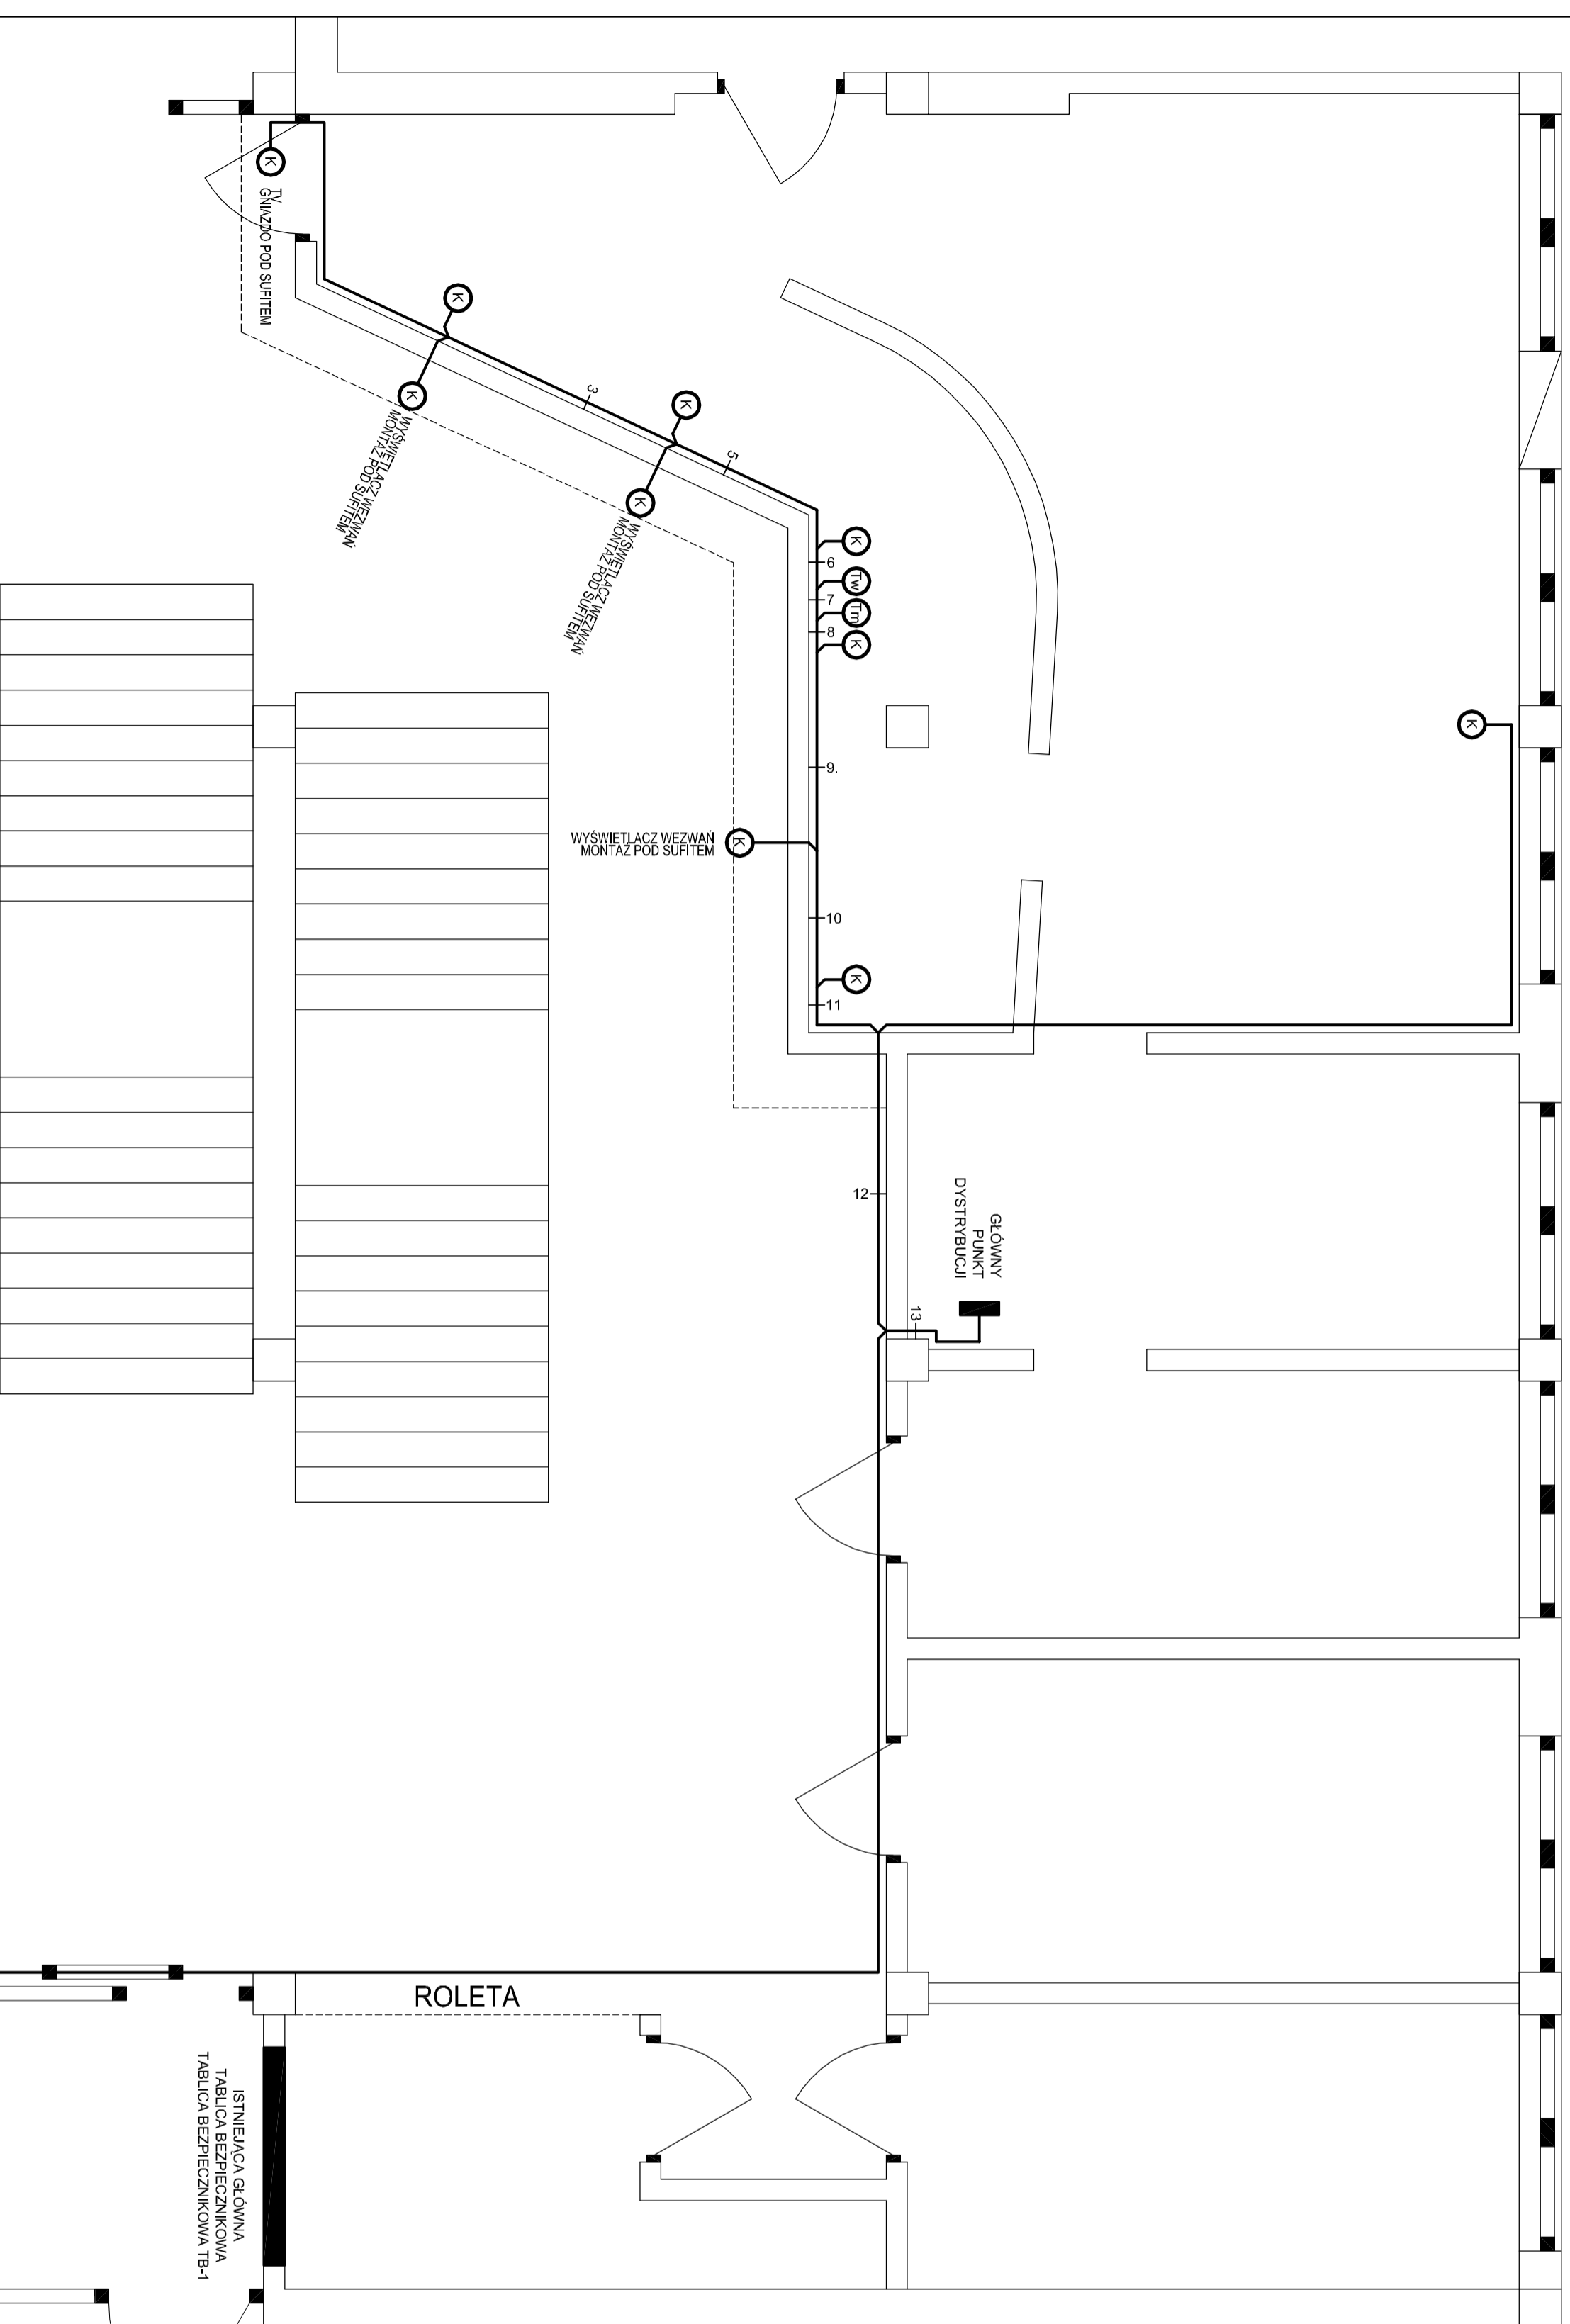 K
TV
GNIAZDO POD SUFITEM
K
K
WYŚWIETLACZ WEZWAŃ
MONTAŻ POD SUFITEM
3
K
K
WYŚWIETLACZ WEZWAŃ
MONTAŻ POD SUFITEM
5
K
6
Tw
7
Tm
8
K
K
9.
WYŚWIETLACZ WEZWAŃ
MONTAŻ POD SUFITEM
K
10
K
11
12
GŁÓWNY
PUNKT
DYSTRYBUCJI
13
ROLETA
ISTNIEJĄCA GŁÓWNA
TABLICA BEZPIECZNIKOWA
TABLICA BEZPIECZNIKOWA TB-1